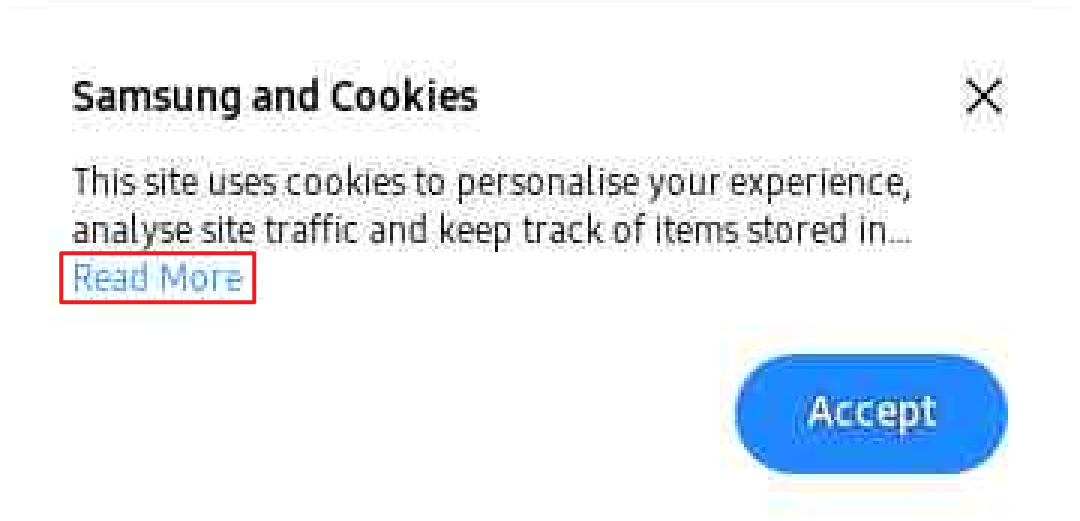 Samsung and Cookies
This site uses cookies to personalise your experience,
analyse site traffic and keep track of items stored in...
Read More
Accept